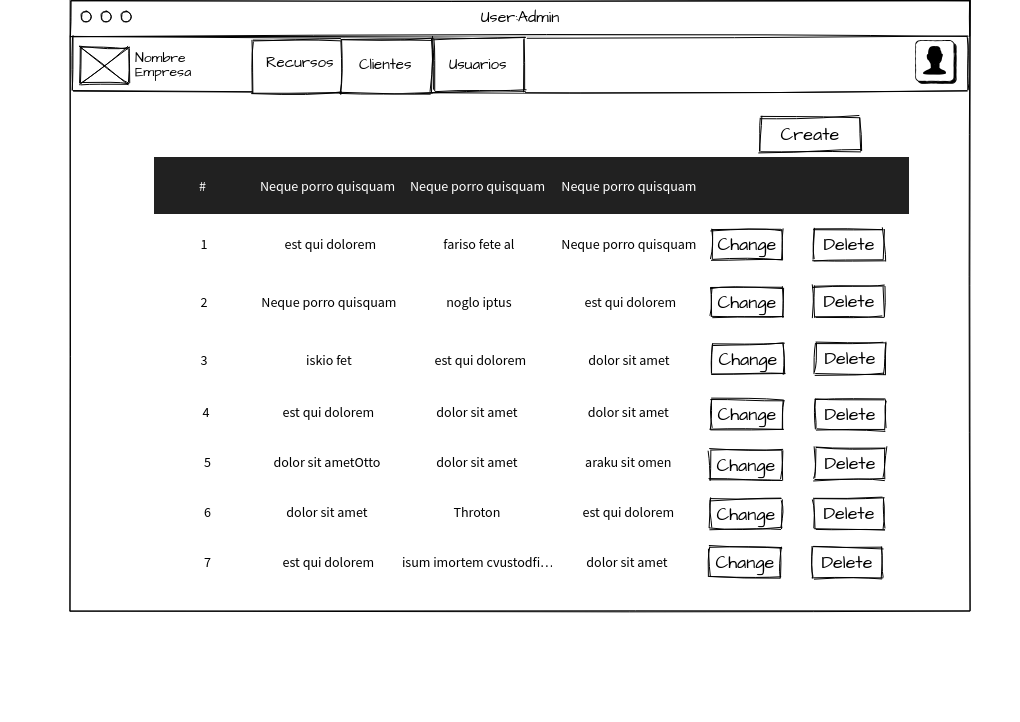 User:Admin
Nombre
Empresa
Recursos Clientes Usuarios
Create
# Neque porro quisquam Neque porro quisquam Neque porro quisquam
1 est qui dolorem fariso fete al Neque porro quisquam Change Delete
2 Neque porro quisquam noglo iptus est qui dolorem Change Delete
3 iskio fet est qui dolorem dolor sit amet Change Delete
4 est qui dolorem dolor sit amet dolor sit amet Change Delete
5 dolor sit ametOtto dolor sit amet araku sit omen Change Delete
6 dolor sit amet Throton est qui dolorem Change Delete
7 est qui dolorem isum imortem cvustodfi... dolor sit amet Change Delete